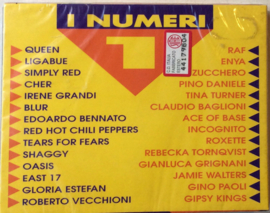 I NUMERI
1
QUEEN
LIGABUE
SIMPLY RED
CHER
IRENE GRANDI
BLUR
EDOARDO BENNATO
RED HOT CHILI PEPPERS
TEARS FOR FEARS
SHAGGY
OASIS
EAST 17
GLORIA ESTEFAN
ROBERTO VECCHIONI
RAF
ENYA
ZUCCHERO
PINO DANIELE
TINA TURNER
CLAUDIO BAGLIONI
ACE OF BASE
INCOGNITO
ROXETTE
REBECKA TORNQVIST
GIANLUCA GRIGNANI
JAMIE WALTERS
GINO PAOLI
GIPSY KINGS